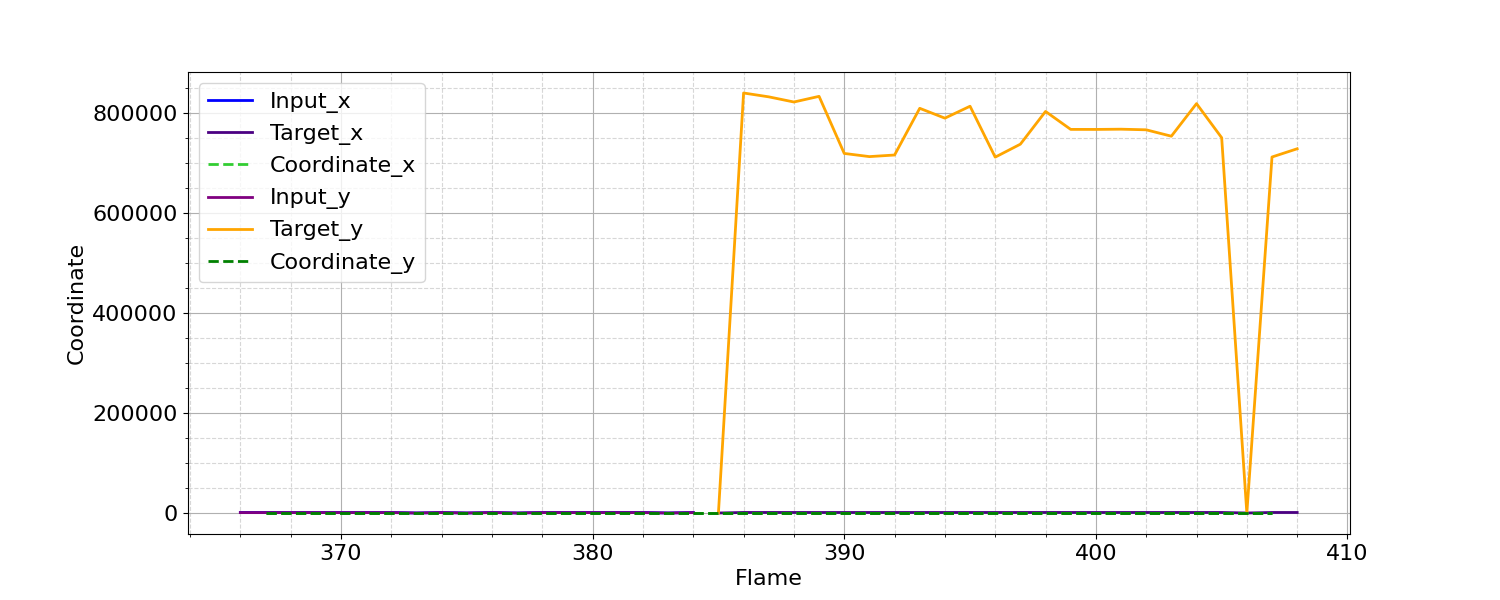 Input_x
Target_x
Coordinate_x
Input_y
Target_y
Coordinate_y
800000
600000
400000
200000
0
Coordinate
370 380 390 400 410
Flame